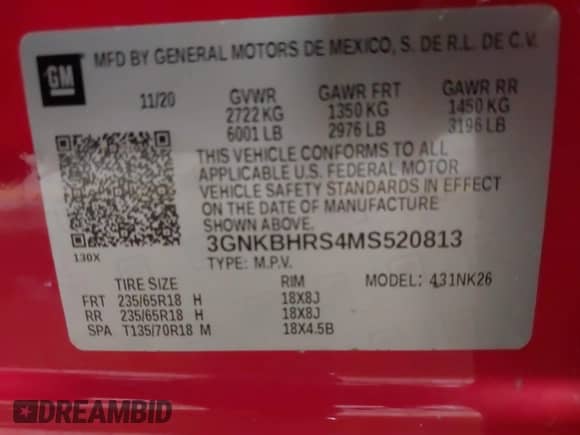 GM
MFD BY GENERAL MOTORS DE MEXICO, S. DE R.L. DE C.V.
11/20 GVWR GAWR FRT GAWR RR
2722 KG 1350 KG 1450 KG
6001 LB 2976 LB 3196 LB
THIS VEHICLE CONFORMS TO ALL
APPLICABLE U.S. FEDERAL MOTOR
VEHICLE SAFETY STANDARDS IN EFFECT
ON THE DATE OF MANUFACTURE
SHOWN ABOVE.
130X 3GNKBHRS4MS520813
TYPE: M.P.V.
TIRE SIZE RIM MODEL: 431NK26
FRT 235/65R18 H 18X8J
RR 235/65R18 H 18X8J
SPA T135/70R18 M 18X4.5B
DREAMBID